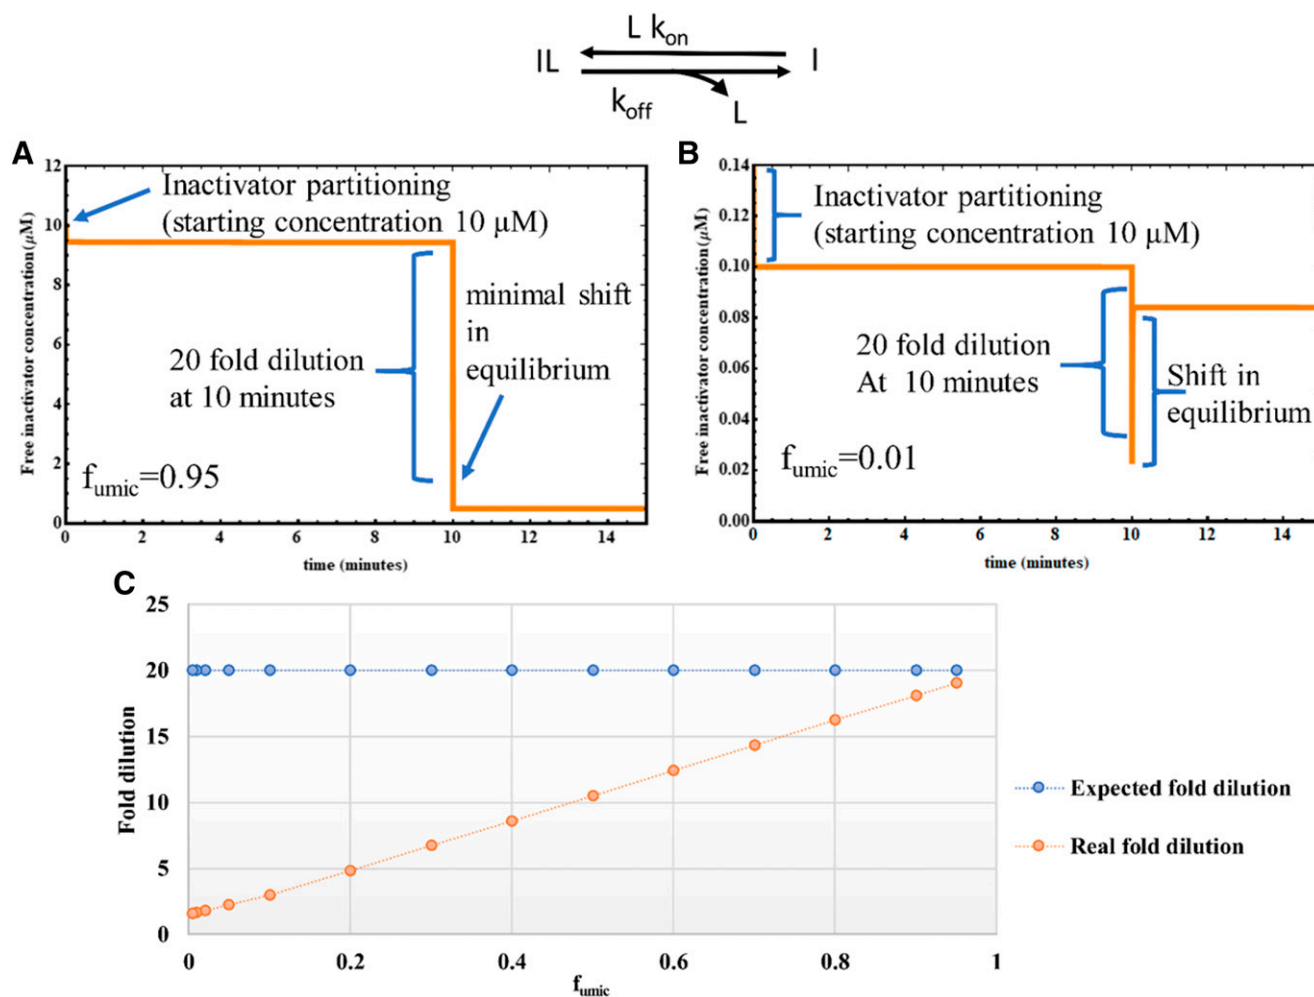 L k_on
IL
I
k_off
L
A
Free inactivator concentration (μM)
12
10
8
6
4
2
0
Inactivator partitioning
(starting concentration 10 μM)
20 fold dilution
at 10 minutes
minimal shift
in
equilibrium
f_umic=0.95
0 2 4 6 8 10 12 14
time (minutes)
B
Free inactivator concentration (μM)
0.14
0.12
0.10
0.08
0.06
0.04
0.02
0.00
Inactivator partitioning
(starting concentration 10 μM)
20 fold dilution
At 10 minutes
Shift in
equilibrium
f_umic=0.01
0 2 4 6 8 10 12 14
time (minutes)
C
Fold dilution
25
20
15
10
5
0
0 0.2 0.4 0.6 0.8 1
f_umic
Expected fold dilution
Real fold dilution